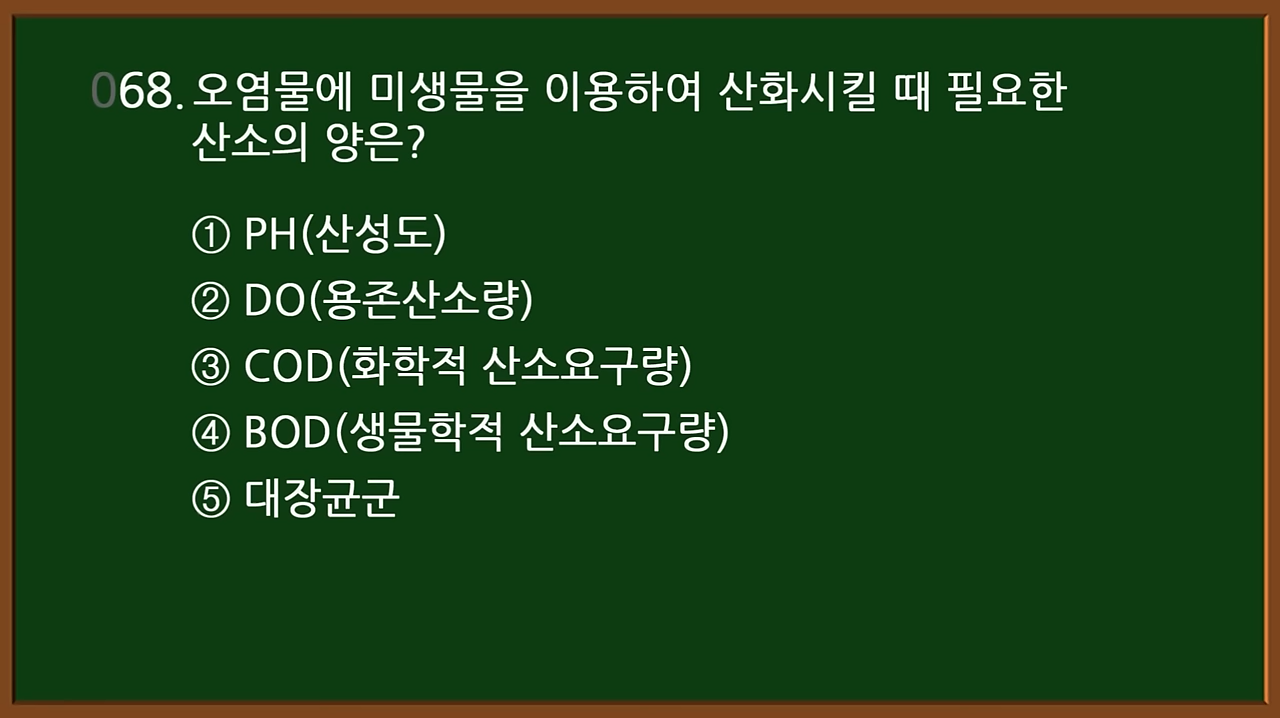 068. 오염물에 미생물을 이용하여 산화시킬 때 필요한
산소의 양은?
① PH(산성도)
② DO(용존산소량)
③ COD(화학적 산소요구량)
④ BOD(생물학적 산소요구량)
⑤ 대장균군